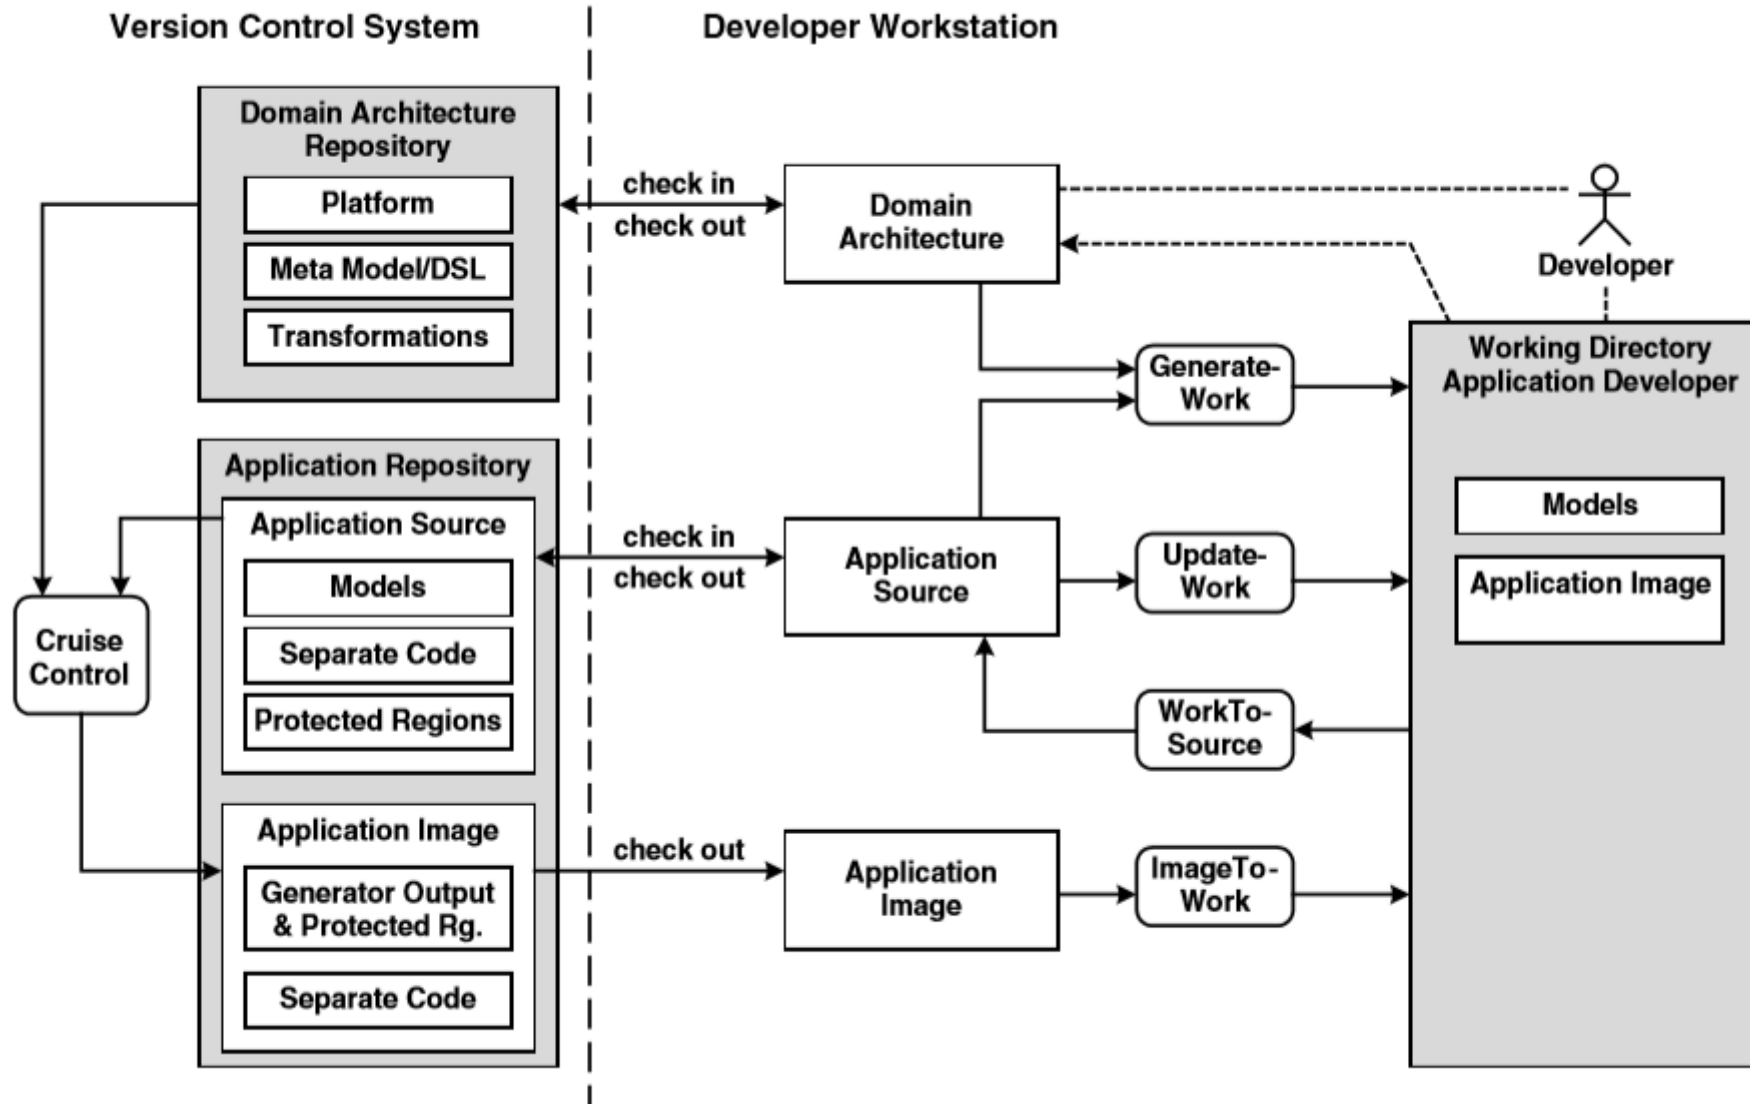 Version Control System
Developer Workstation
Domain Architecture
Repository
Platform
Meta Model/DSL
Transformations
check in
check out
Domain
Architecture
Developer
Generate-
Work
Working Directory
Application Developer
Application Repository
Application Source
Models
Separate Code
Protected Regions
check in
check out
Application
Source
Update-
Work
Models
Application Image
Cruise
Control
WorkTo-
Source
Application Image
Generator Output
& Protected Rg.
Separate Code
check out
Application
Image
ImageTo-
Work